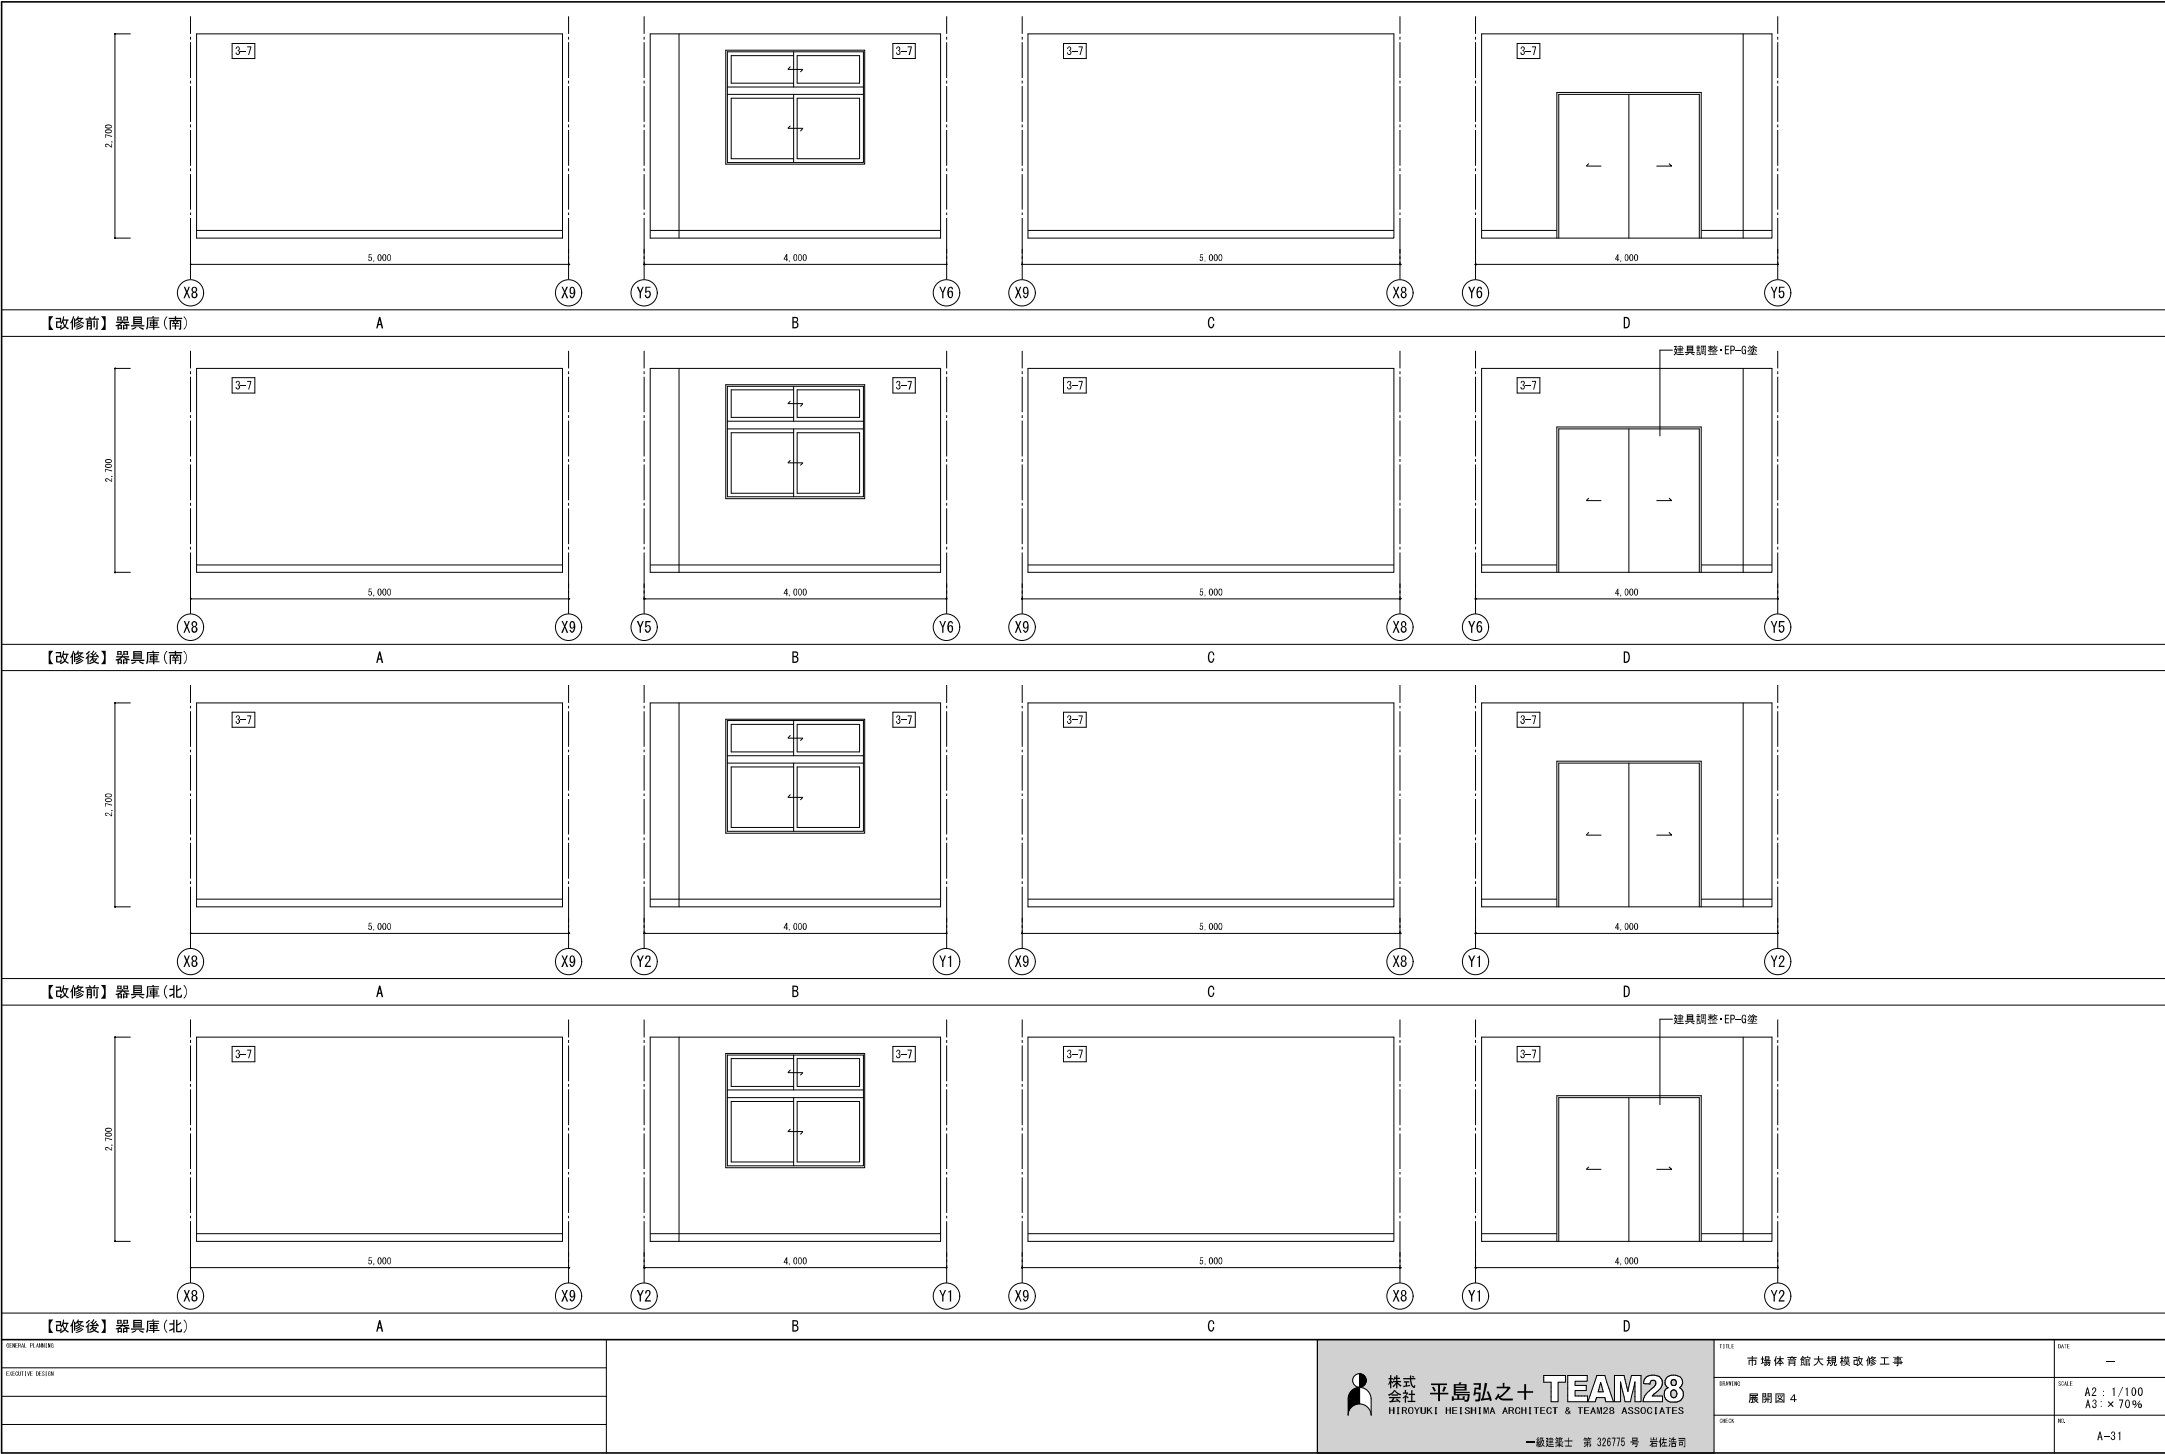 3-7 3-7 3-7 3-7
2,700
5,000 4,000 5,000 4,000
X8 X9 Y5 Y6 X9 X8 Y6 Y5
【改修前】器具庫(南) A B C D
建具調整・EP-G塗
3-7 3-7 3-7 3-7
2,700
5,000 4,000 5,000 4,000
X8 X9 Y5 Y6 X9 X8 Y6 Y5
【改修後】器具庫(南) A B C D
3-7 3-7 3-7 3-7
2,700
5,000 4,000 5,000 4,000
X8 X9 Y2 Y1 X9 X8 Y1 Y2
【改修前】器具庫(北) A B C D
建具調整・EP-G塗
3-7 3-7 3-7 3-7
2,700
5,000 4,000 5,000 4,000
X8 X9 Y2 Y1 X9 X8 Y1 Y2
【改修後】器具庫(北) A B C D
GENERAL PLANNING
EXECUTIVE DESIGN
株式会社 平島弘之+ TEAM28
HIROYUKI HEISHIMA ARCHITECT & TEAM28 ASSOCIATES
一級建築士 第 326775 号 岩佐浩司
TITLE
市場体育館大規模改修工事
DRAWING
展開図 4
CHECK
DATE
—
SCALE
A2 : 1/100
A3 : × 70%
NO.
A-31